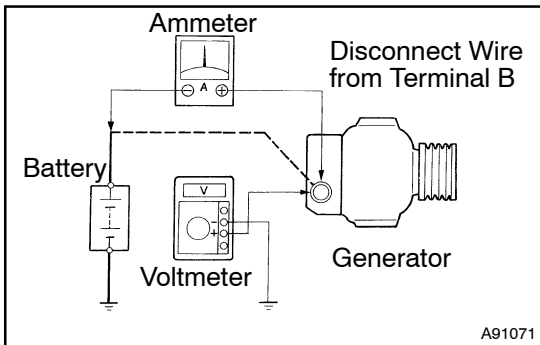 Ammeter
Disconnect Wire
from Terminal B
− A +
Battery
V
−
+
Voltmeter
Generator
A91071